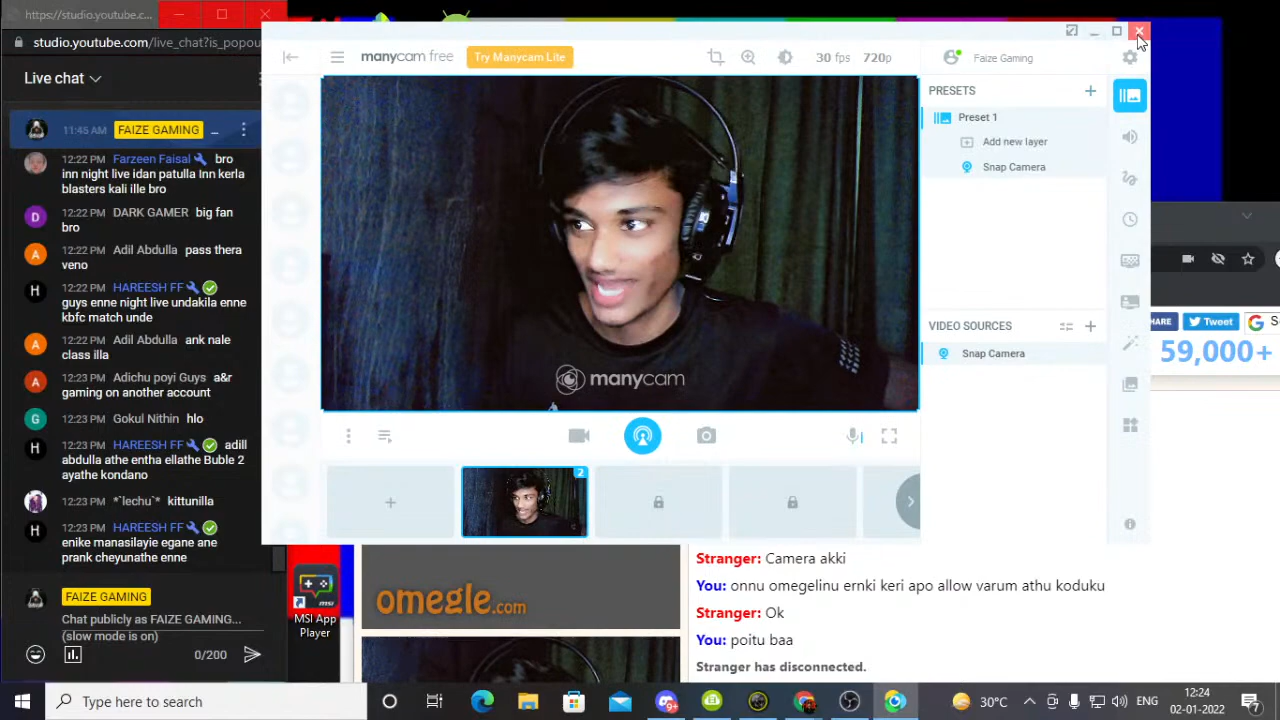 https://studio.youtube.c...
studio.youtube.com/live_chat?is_popou
Live chat
11:45 AM FAIZE GAMING
12:22 PM Farzeen Faisal bro
inn night live idan patulla Inn kerla
blasters kali ille bro
12:22 PM DARK GAMER big fan
bro
12:22 PM Adil Abdulla pass thera
veno
12:22 PM HAREESH FF
guys enne night live undakila enne
kbfc match unde
12:22 PM Adil Abdulla ank nale
class illa
12:23 PM Adichu poyi Guys a&r
gaming on another account
12:23 PM Gokul Nithin hlo
12:23 PM HAREESH FF adill
abdulla athe entha ellathe Buble 2
ayathe kondano
12:23 PM *`lechu`* kittunilla
12:23 PM HAREESH FF
enike manasilayie egane ane
prank cheyunathe enne
FAIZE GAMING
hat publicly as FAIZE GAMING...
(slow mode is on)
0/200
manycam free
Try Manycam Lite
30 fps 720p
Faize Gaming
PRESETS
Preset 1
Add new layer
Snap Camera
VIDEO SOURCES
Snap Camera
manycam
2
HARE Tweet S
59,000+
MSI App
Player
msi
omegle.com
Stranger: Camera akki
You: onnu omegelinu ernki keri apo allow varum athu koduku
Stranger: Ok
You: poitu baa
Stranger has disconnected.
Type here to search
30°C
ENG
12:24
02-01-2022
7